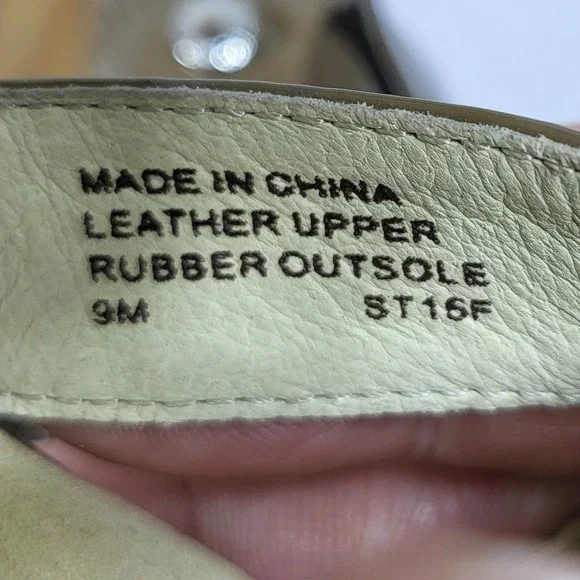 MADE IN CHINA
LEATHER UPPER
RUBBER OUTSOLE
9M ST16F